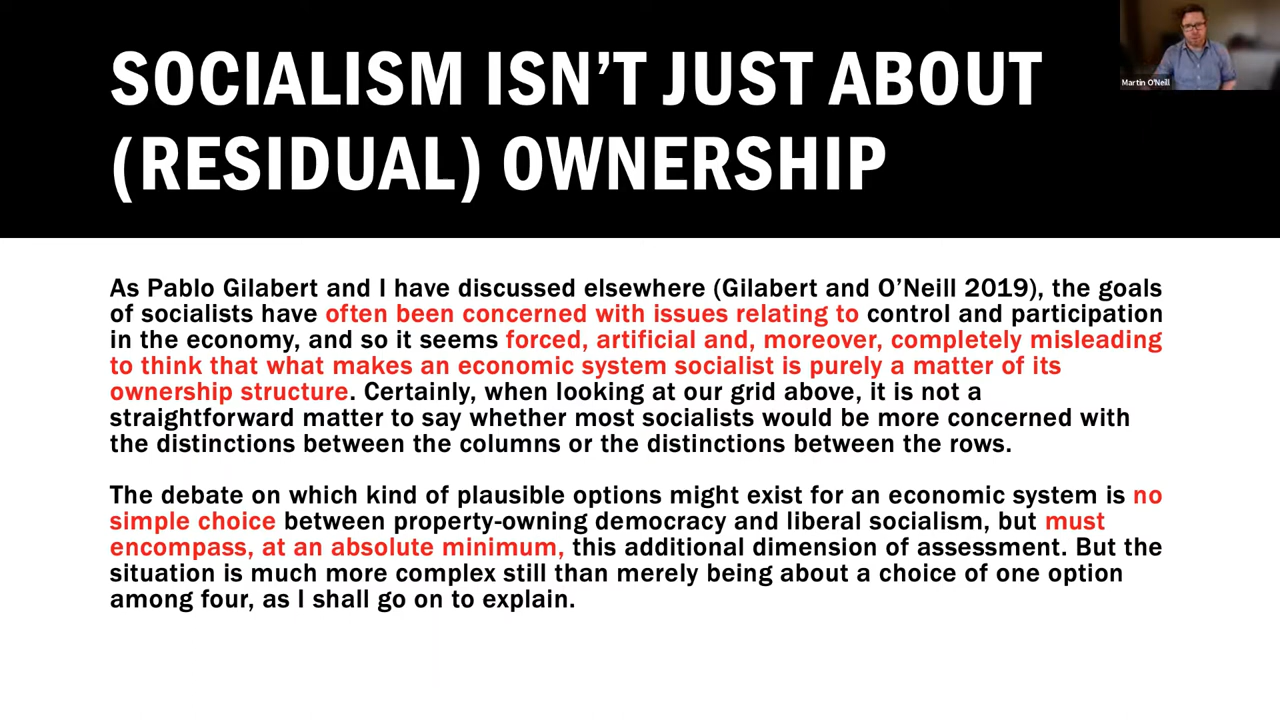 SOCIALISM ISN’T JUST ABOUT
(RESIDUAL) OWNERSHIP
Martin O'Neill
As Pablo Gilabert and I have discussed elsewhere (Gilabert and O’Neill 2019), the goals
of socialists have often been concerned with issues relating to control and participation
in the economy, and so it seems forced, artificial and, moreover, completely misleading
to think that what makes an economic system socialist is purely a matter of its
ownership structure. Certainly, when looking at our grid above, it is not a
straightforward matter to say whether most socialists would be more concerned with
the distinctions between the columns or the distinctions between the rows.
The debate on which kind of plausible options might exist for an economic system is no
simple choice between property-owning democracy and liberal socialism, but must
encompass, at an absolute minimum, this additional dimension of assessment. But the
situation is much more complex still than merely being about a choice of one option
among four, as I shall go on to explain.